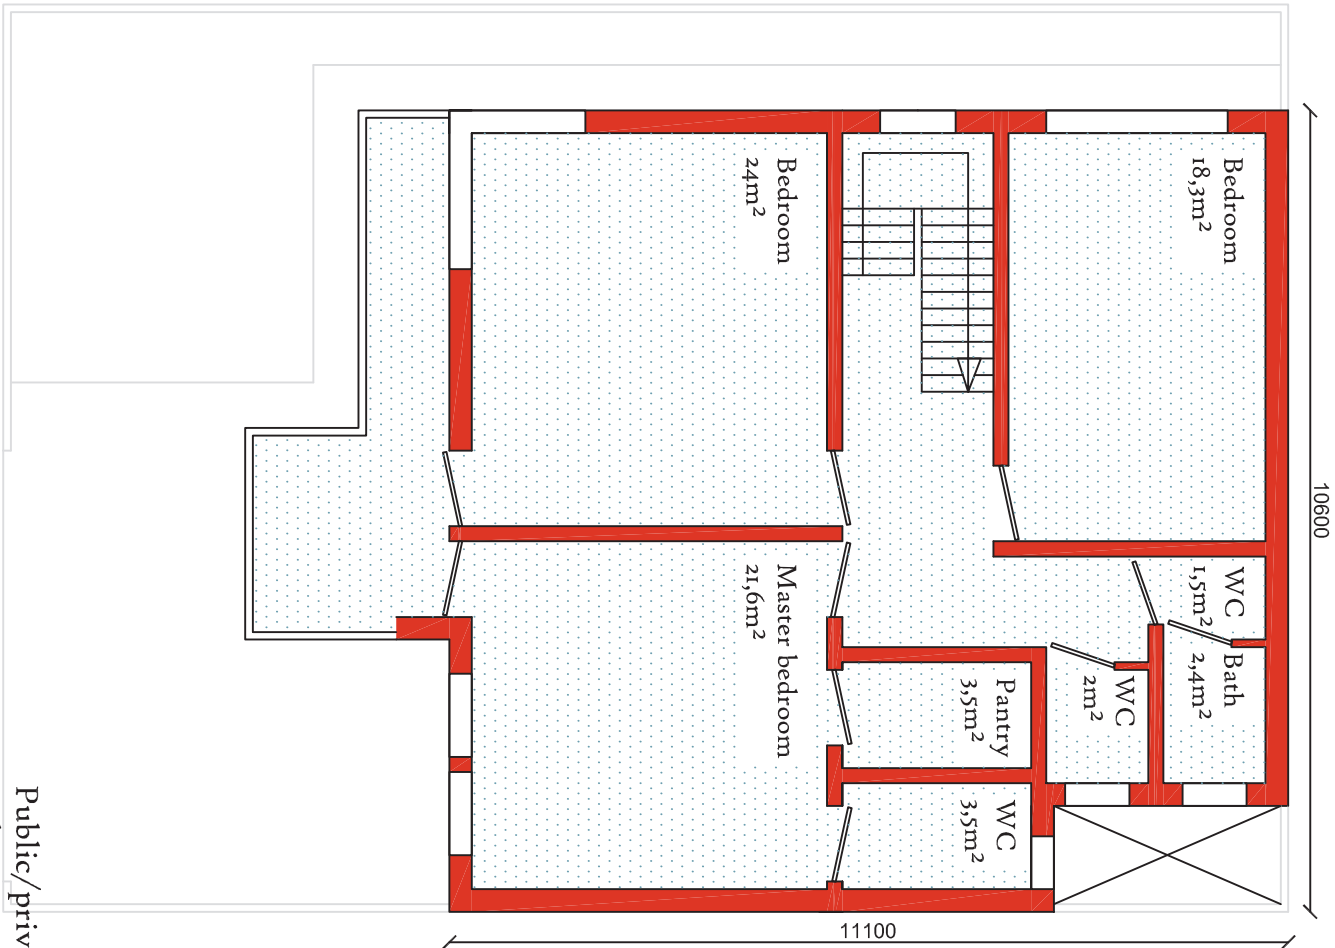 Bedroom
18,3m²
Bedroom
24m²
10600
WC
1,5m²
Bath
2,4m²
WC
2m²
Master bedroom
21,6m²
Pantry
3,5m²
WC
3,5m²
Public/priv
11100